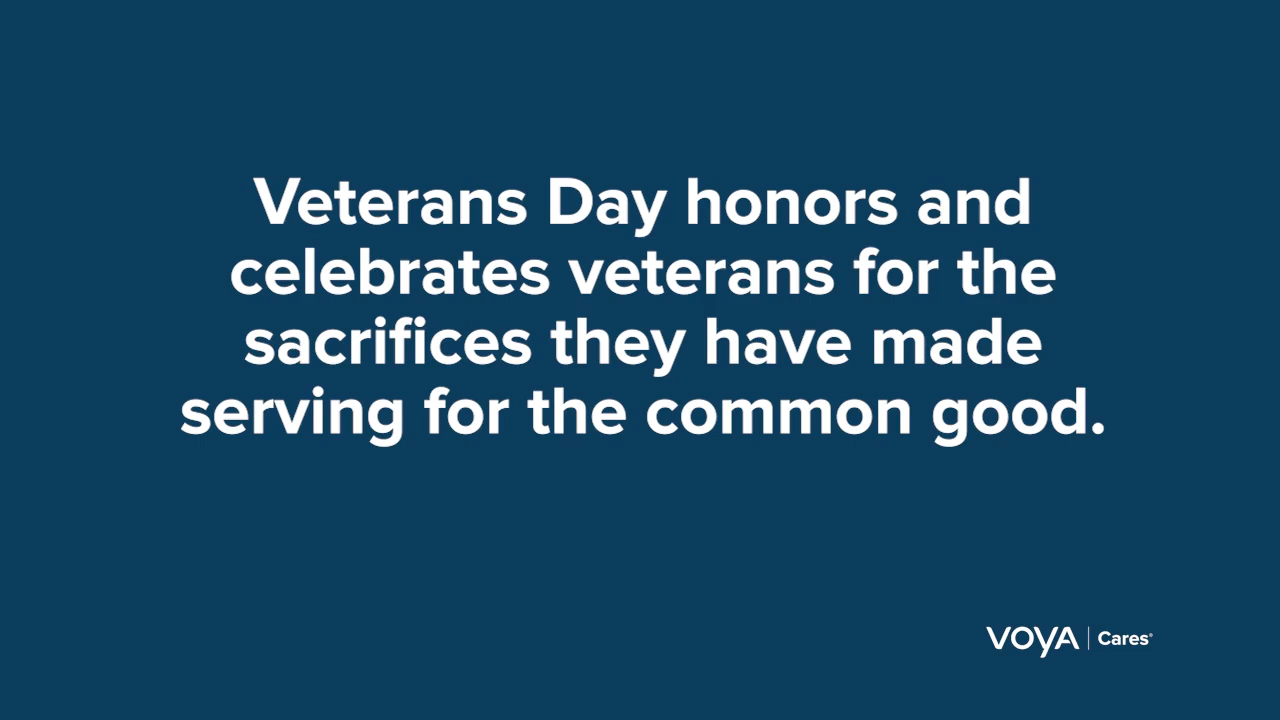 Veterans Day honors and
celebrates veterans for the
sacrifices they have made
serving for the common good.
VOYA | Cares®